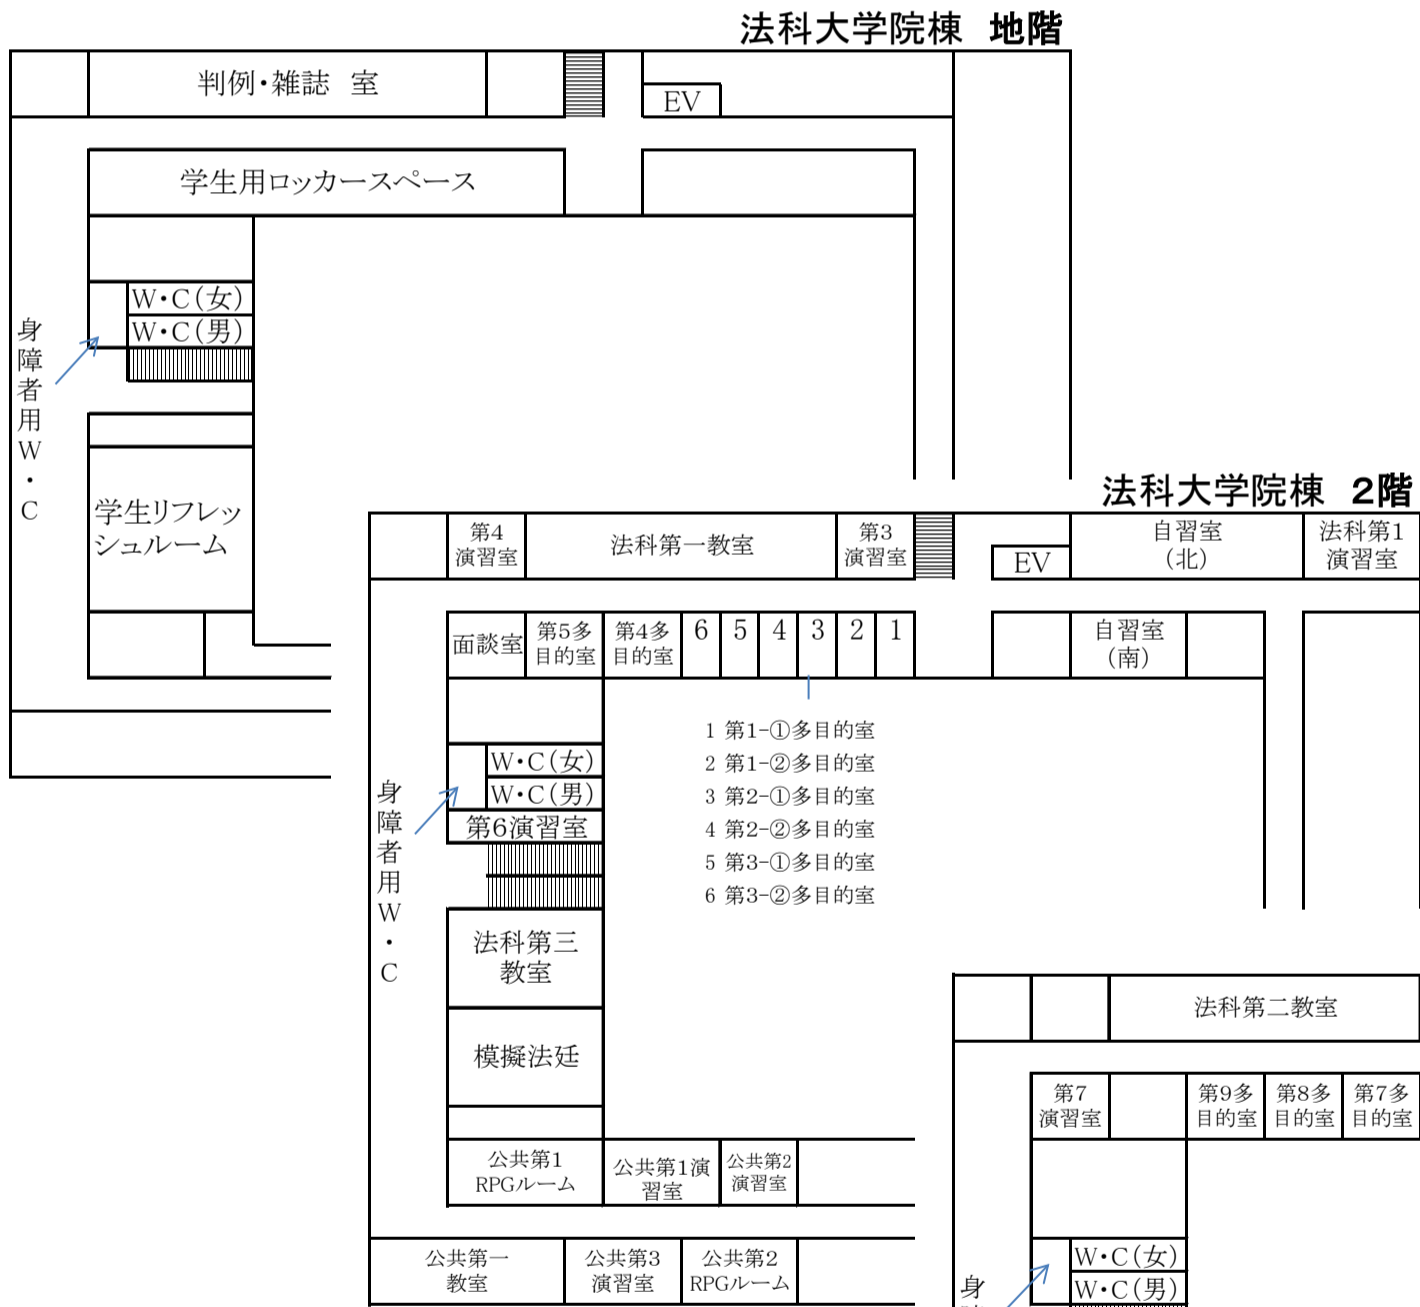 法科大学院棟 地階
判例・雑誌 室
EV
学生用ロッカースペース
W・C(女)
W・C(男)
身障者用W・C
学生リフレッ
シュルーム
法科大学院棟 2階
第4
演習室
法科第一教室
第3
演習室
EV
自習室
(北)
法科第1
演習室
面談室
第5多
目的室
第4多
目的室
6
5
4
3
2
1
自習室
(南)
1 第1-①多目的室
2 第1-②多目的室
3 第2-①多目的室
4 第2-②多目的室
5 第3-①多目的室
6 第3-②多目的室
W・C(女)
W・C(男)
第6演習室
身障者用W・C
法科第三
教室
模擬法廷
公共第1
RPGルーム
公共第1演
習室
公共第2
演習室
公共第一
教室
公共第3
演習室
公共第2
RPGルーム
法科第二教室
第7
演習室
第9多
目的室
第8多
目的室
第7多
目的室
W・C(女)
W・C(男)
身